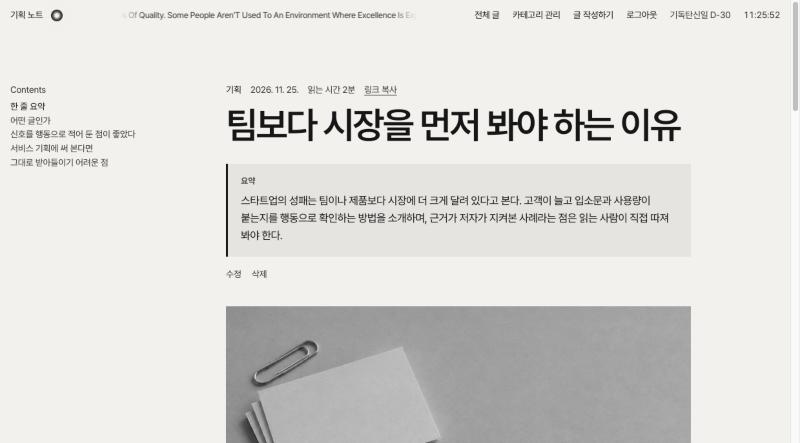 기획 노트
Of Quality. Some People Aren'T Used To An Environment Where Excellence Is
전체 글 카테고리 관리 글 작성하기 로그아웃 기독탄신일 D-30 11:25:52
Contents
한 줄 요약
어떤 글인가
신호를 행동으로 적어 둔 점이 좋았다
서비스 기획에 써 본다면
그대로 받아들이기 어려운 점
기획 2026. 11. 25. 읽는 시간 2분 링크 복사
팀보다 시장을 먼저 봐야 하는 이유
요약
스타트업의 성패는 팀이나 제품보다 시장에 더 크게 달려 있다고 본다. 고객이 늘고 입소문과 사용량이
붙는지를 행동으로 확인하는 방법을 소개하며, 근거가 저자가 지켜본 사례라는 점은 읽는 사람이 직접 따져
봐야 한다.
수정 삭제